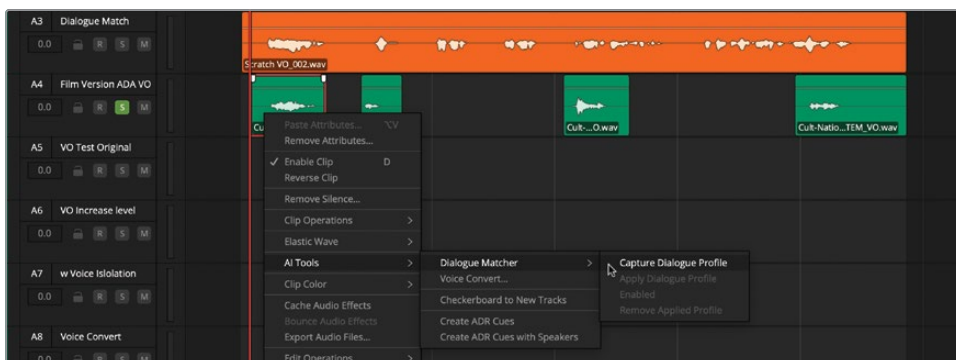 A3 Dialogue Match
0.0 R S M
Scratch VO_002.wav
A4 Film Version ADA VO
0.0 R S M
Cult-...O.wav
Cult-Natio...TEM_VO.wav
A5 VO Test Original
0.0 R S M
A6 VO Increase level
0.0 R S M
A7 w Voice Islolation
0.0 R S M
A8 Voice Convert
0.0 R S M
Paste Attributes... ⌥V
Remove Attributes...
✓ Enable Clip D
Reverse Clip
Remove Silence...
Clip Operations >
Elastic Wave >
AI Tools >
Clip Color >
Cache Audio Effects
Bounce Audio Effects
Export Audio Files...
Edit Operations
Dialogue Matcher >
Voice Convert...
Checkerboard to New Tracks
Create ADR Cues
Create ADR Cues with Speakers
Capture Dialogue Profile
Apply Dialogue Profile
Enabled
Remove Applied Profile